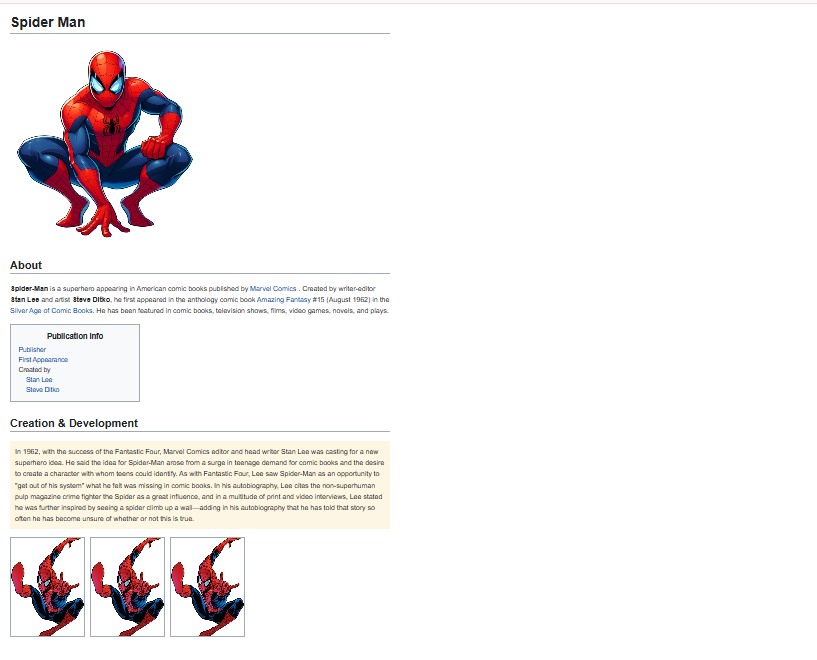 Spider Man
About
Spider-Man is a superhero appearing in American comic books published by Marvel Comics . Created by writer-editor
Stan Lee and artist Steve Ditko, he first appeared in the anthology comic book Amazing Fantasy #15 (August 1962) in the
Silver Age of Comic Books. He has been featured in comic books, television shows, films, video games, novels, and plays.
Publication Info
Publisher
First Appearance
Created by
Stan Lee
Steve Ditko
Creation & Development
In 1962, with the success of the Fantastic Four, Marvel Comics editor and head writer Stan Lee was casting for a new
superhero idea. He said the idea for Spider-Man arose from a surge in teenage demand for comic books and the desire
to create a character with whom teens could identify. As with Fantastic Four, Lee saw Spider-Man as an opportunity to
"get out of his system" what he felt was missing in comic books. In his autobiography, Lee cites the non-superhuman
pulp magazine crime fighter the Spider as a great influence, and in a multitude of print and video interviews, Lee stated
he was further inspired by seeing a spider climb up a wall—adding in his autobiography that he has told that story so
often he has become unsure of whether or not this is true.